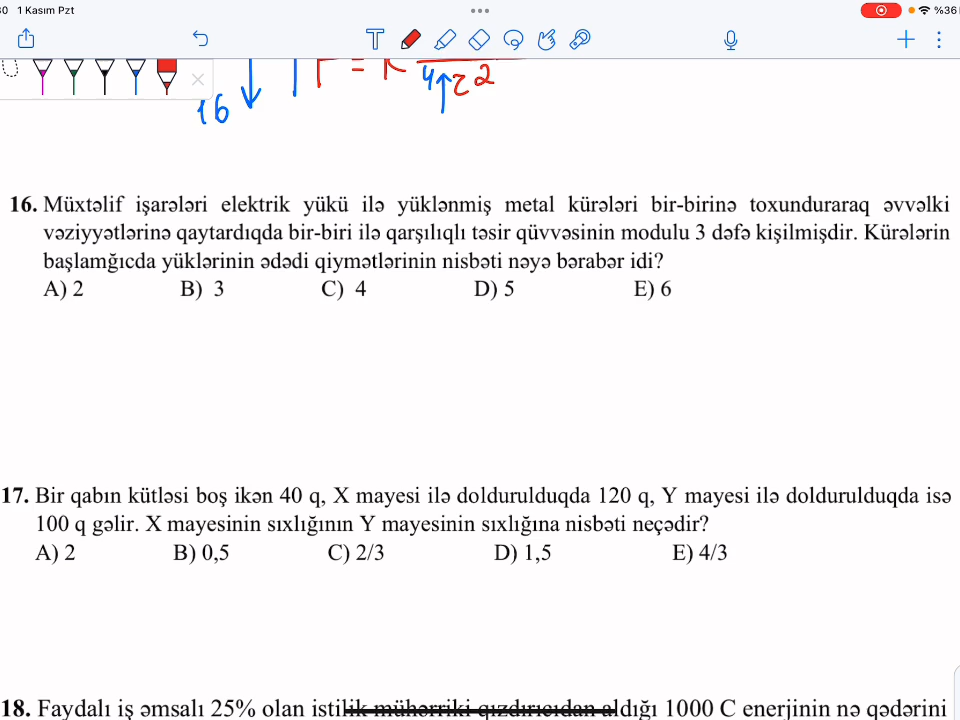 1 Kasım Pzt
%36
F = k
4 r 2
16
16. Müxtəlif işarələri elektrik yükü ilə yüklənmiş metal kürələri bir-birinə toxunduraraq əvvəlki
vəziyyətlərinə qaytardıqda bir-biri ilə qarşılıqlı təsir qüvvəsinin modulu 3 dəfə kişilmişdir. Kürələrin
başlamğıcda yüklərinin ədədi qiymətlərinin nisbəti nəyə bərabər idi?
A) 2 B) 3 C) 4 D) 5 E) 6
17. Bir qabın kütləsi boş ikən 40 q, X mayesi ilə doldurulduqda 120 q, Y mayesi ilə doldurulduqda isə
100 q gəlir. X mayesinin sıxlığının Y mayesinin sıxlığına nisbəti neçədir?
A) 2 B) 0,5 C) 2/3 D) 1,5 E) 4/3
18. Faydalı iş əmsalı 25% olan istilik mühərriki qızdırıcıdan aldığı 1000 C enerjinin nə qədərini